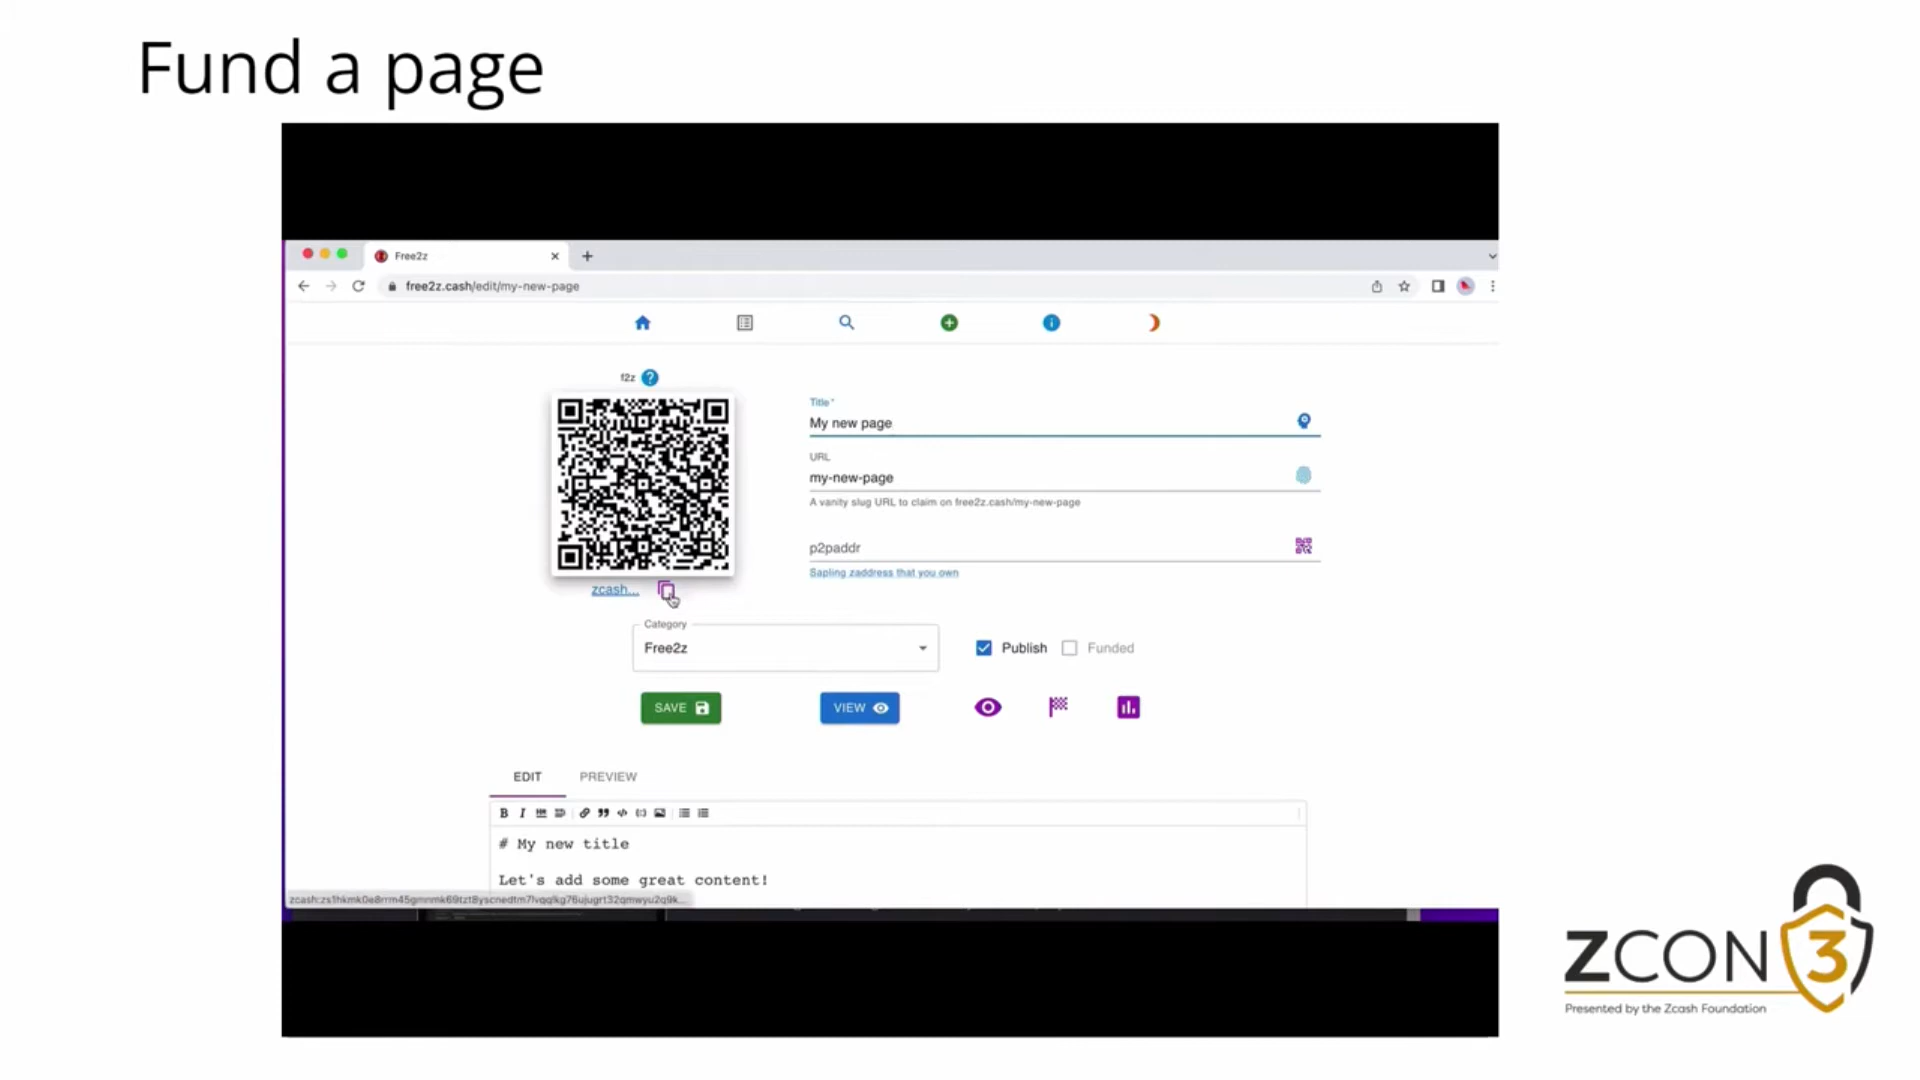 Fund a page
Free2z
free2z.cash/edit/my-new-page
f2z ?
Title *
My new page
URL
my-new-page
A vanity slug URL to claim on free2z.cash/my-new-page
p2paddr
Sapling zaddress that you own
zcash...
Category
Free2z
Publish
Funded
SAVE
VIEW
EDIT
PREVIEW
# My new title
Let's add some great content!
ZCON 3
Presented by the Zcash Foundation